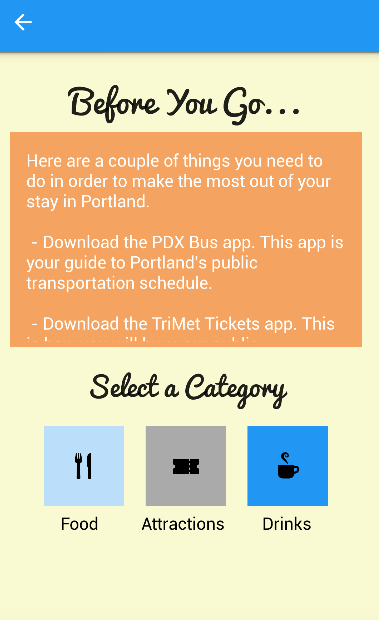 Before You Go...
Here are a couple of things you need to
do in order to make the most out of your
stay in Portland.
- Download the PDX Bus app. This app is
your guide to Portland's public
transportation schedule.
- Download the TriMet Tickets app. This
Select a Category
Food
Attractions
Drinks